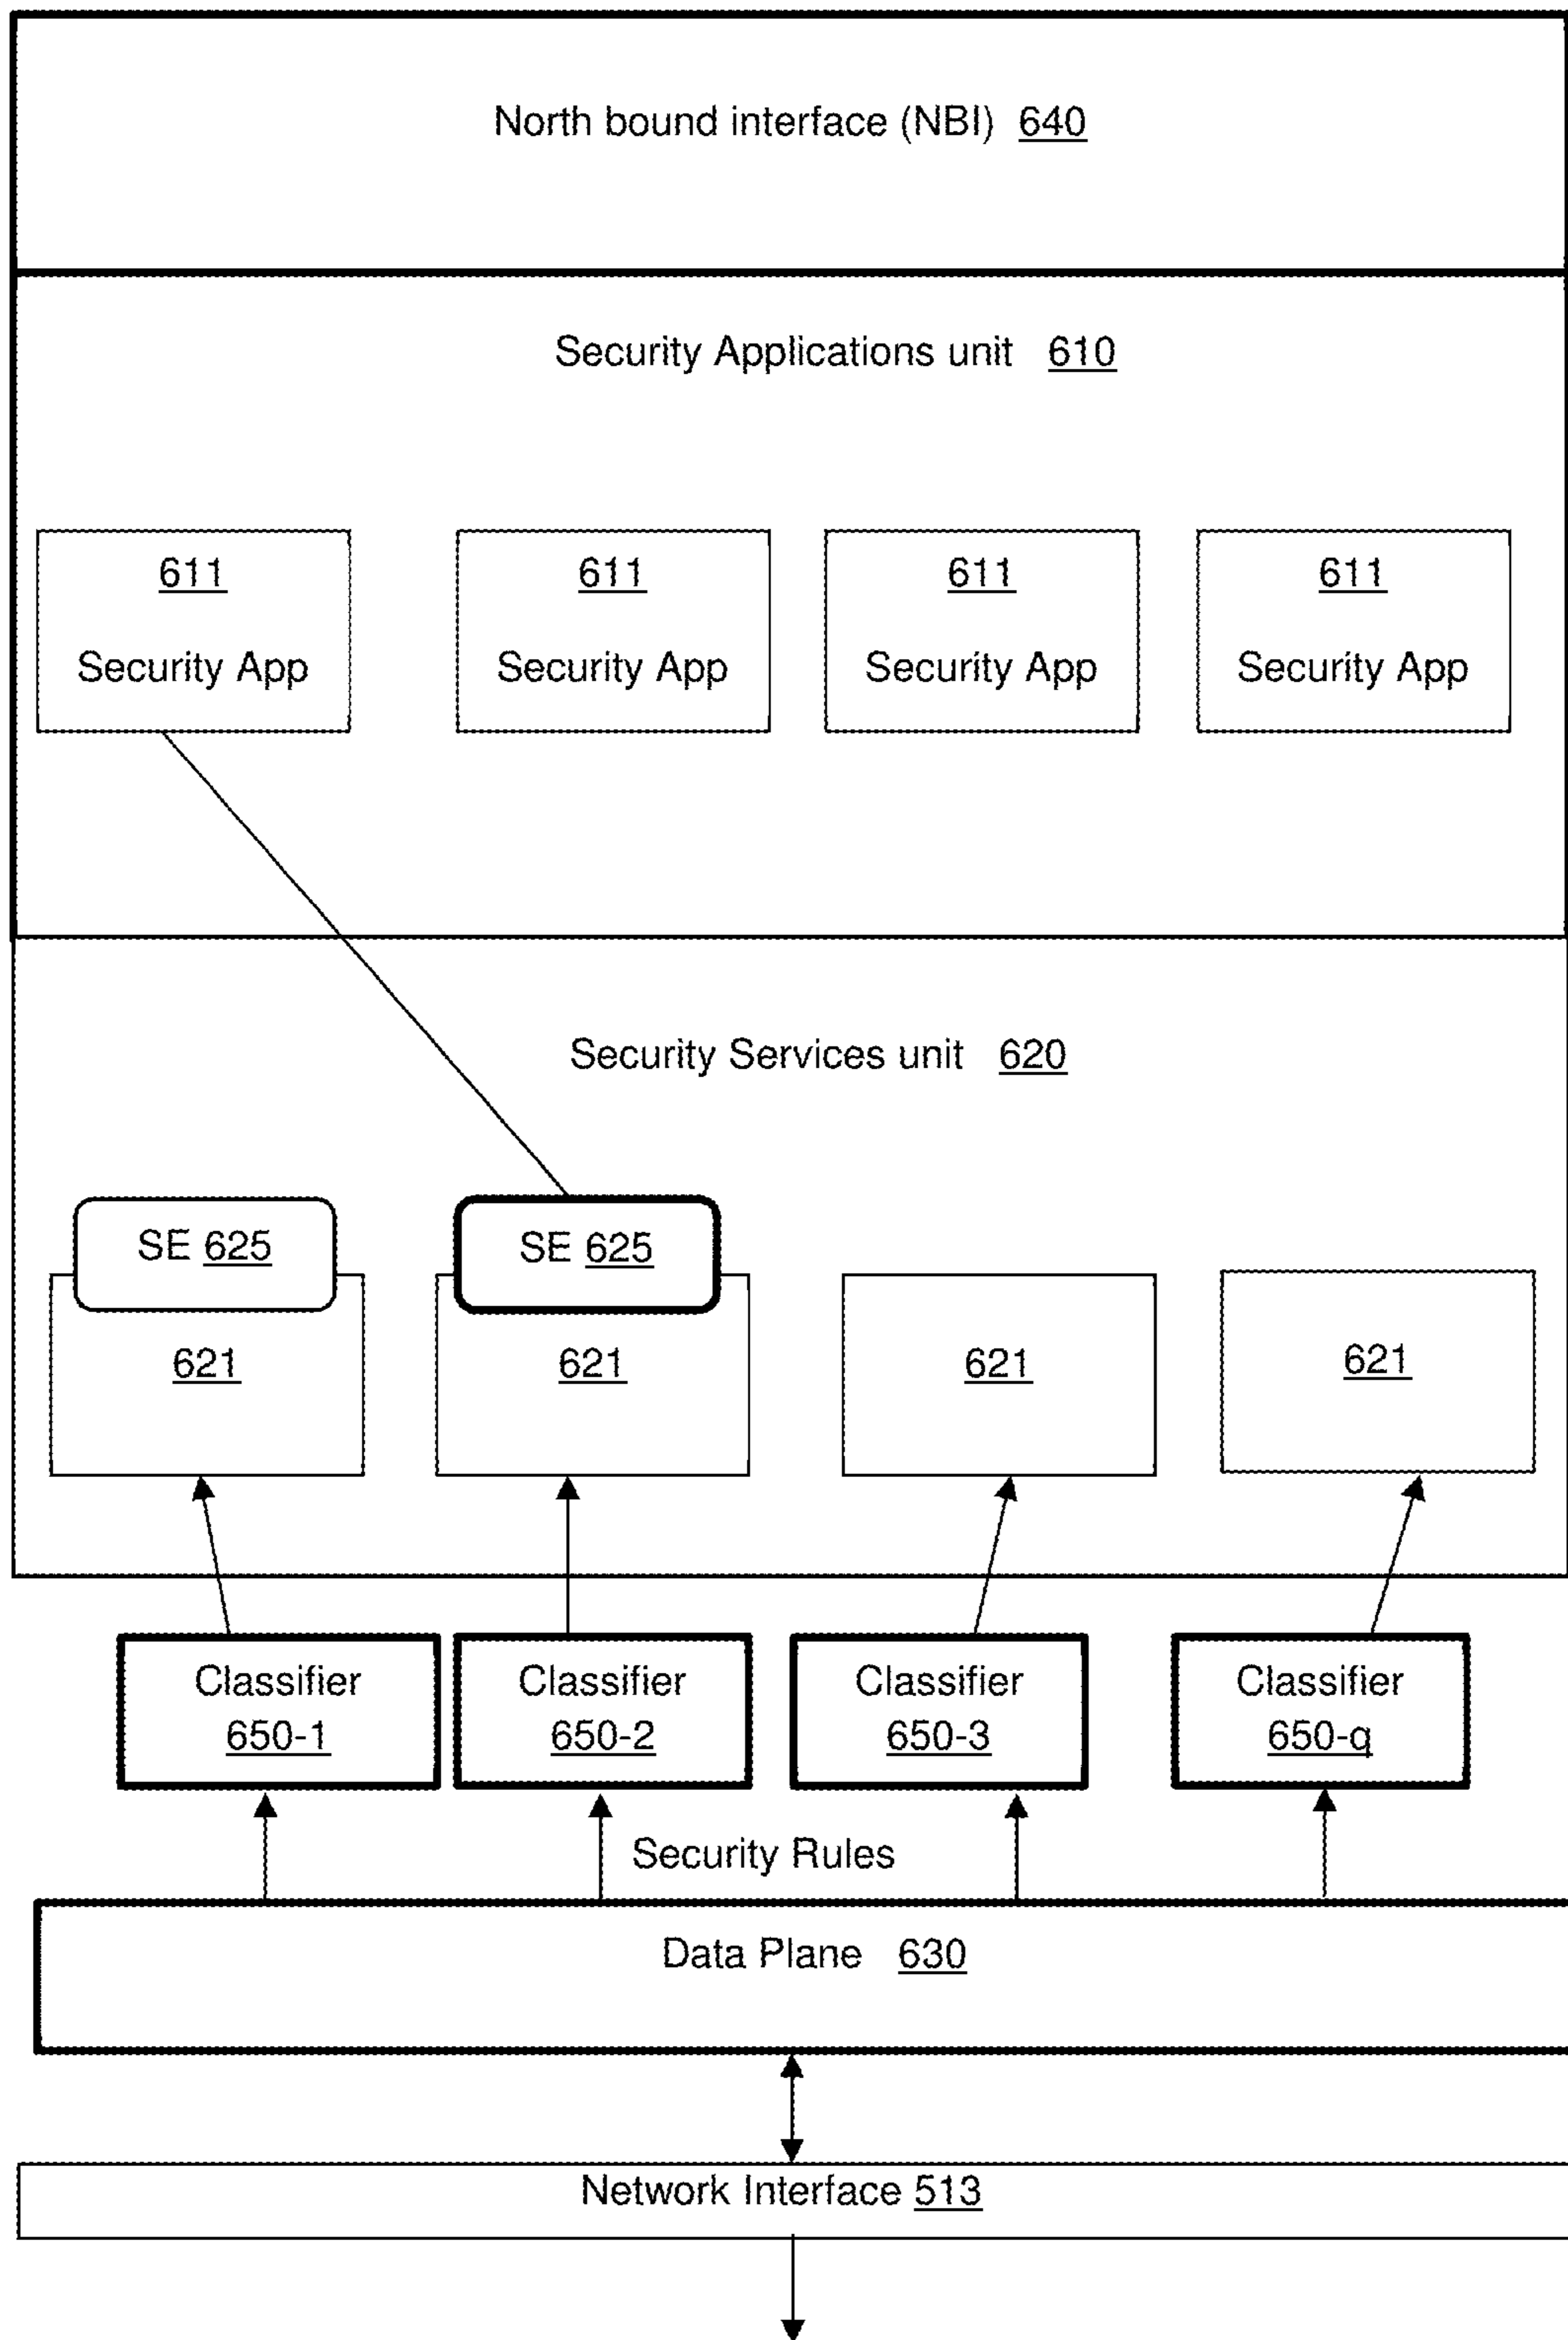 North bound interface (NBI) 640
Security Applications unit 610
611
Security App
611
Security App
611
Security App
611
Security App
Security Services unit 620
SE 625
621
SE 625
621
621
621
Classifier
650-1
Classifier
650-2
Classifier
650-3
Classifier
650-q
Security Rules
Data Plane 630
Network Interface 513